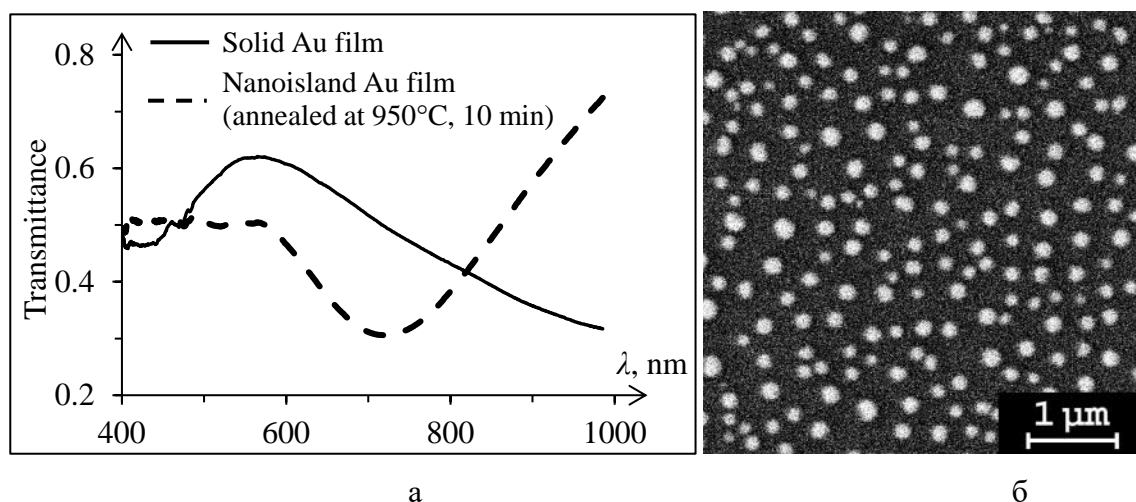 Solid Au film
Nanoisland Au film
(annealed at 950°C, 10 min)
Transmittance
0.8
0.6
0.4
0.2
λ, nm
400
600
800
1000
1 µm
а
б